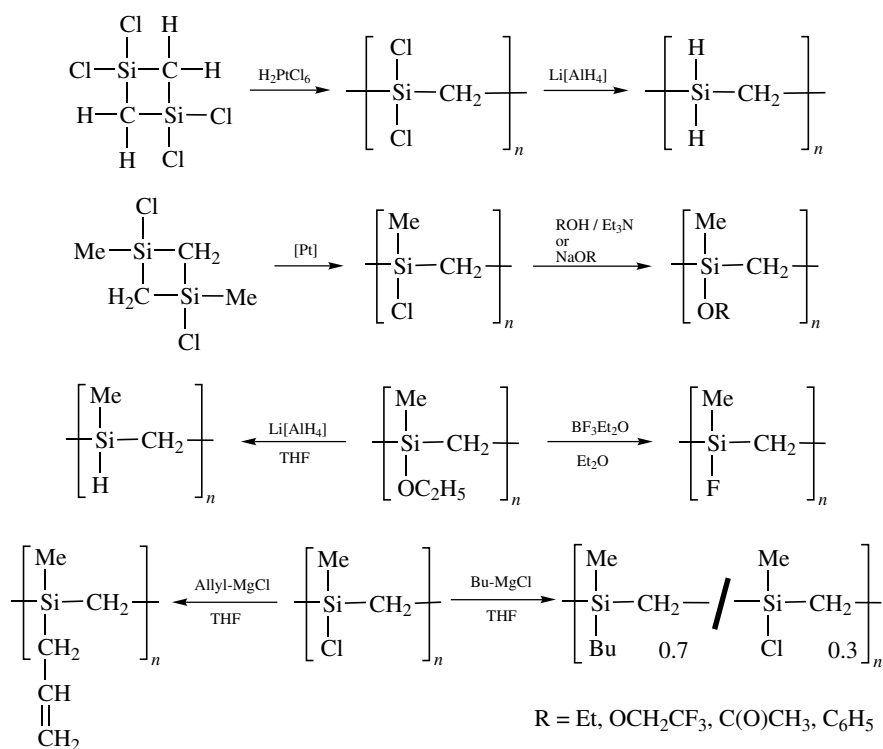 Cl H Cl H
Cl Si C H H₂PtCl₆ Si CH₂ Li[AlH₄] Si CH₂
H C Si Cl Cl n H n
H Cl
Cl Me Me
Me Si CH₂ [Pt] Si CH₂ ROH / Et₃N or NaOR Si CH₂
H₂C Si Me Cl n OR n
Cl
Me Me Me
Si CH₂ Li[AlH₄] THF Si CH₂ BF₃Et₂O Et₂O Si CH₂
H n OC₂H₅ n F n
Me Me Me Me
Si CH₂ Allyl-MgCl THF Si CH₂ Bu-MgCl THF Si CH₂ Si CH₂
CH₂ n Cl n Bu 0.7 Cl 0.3 n
CH
CH₂
R = Et, OCH₂CF₃, C(O)CH₃, C₆H₅